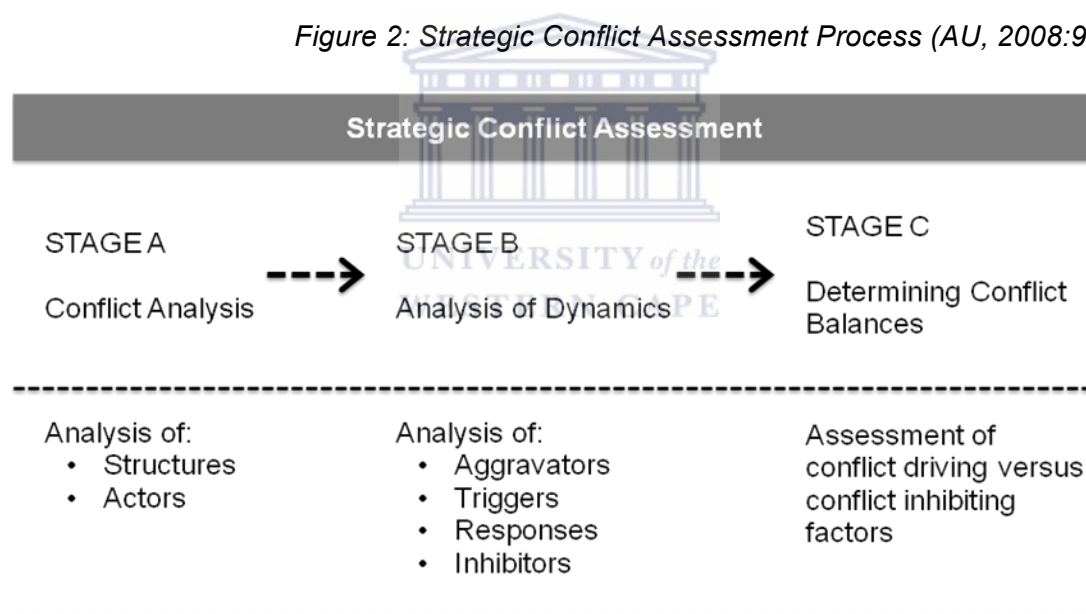 Figure 2: Strategic Conflict Assessment Process (AU, 2008:9
Strategic Conflict Assessment
STAGE A
Conflict Analysis
STAGE B
Analysis of Dynamics
STAGE C
Determining Conflict
Balances
UNIVERSITY of the
WESTERN CAPE
Analysis of:
• Structures
• Actors
Analysis of:
• Aggravators
• Triggers
• Responses
• Inhibitors
Assessment of
conflict driving versus
conflict inhibiting
factors